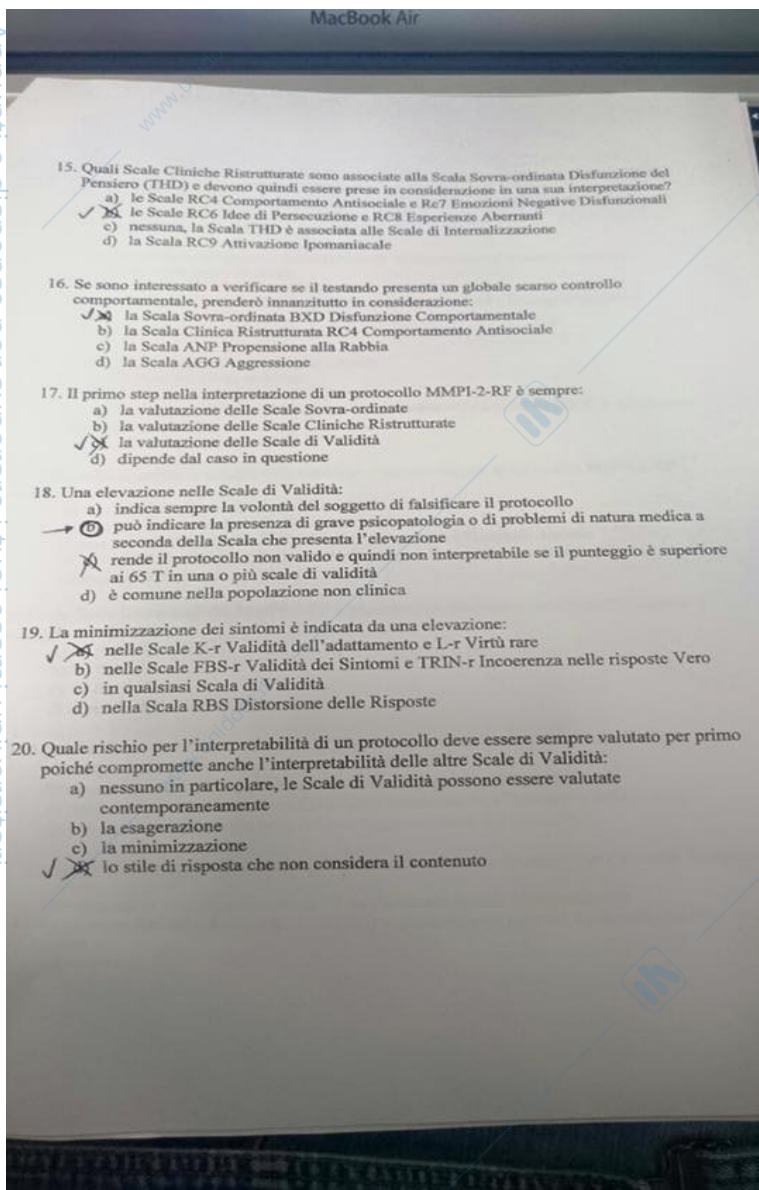 MacBook Air
15. Quali Scale Cliniche Ristrutturate sono associate alla Scala Sovra-ordinata Disfunzione del
Pensiero (THD) e devono quindi essere prese in considerazione in una sua interpretazione?
a) le Scale RC4 Comportamento Antisociale e Rc7 Emozioni Negative Disfunzionali
le Scale RC6 Idee di Persecuzione e RC8 Esperienze Aberranti
c) nessuna, la Scala THD è associata alle Scale di Internalizzazione
d) la Scala RC9 Attivazione Ipomaniacale
16. Se sono interessato a verificare se il testando presenta un globale scarso controllo
comportamentale, prenderò innanzitutto in considerazione:
la Scala Sovra-ordinata BXD Disfunzione Comportamentale
b) la Scala Clinica Ristrutturata RC4 Comportamento Antisociale
c) la Scala ANP Propensione alla Rabbia
d) la Scala AGG Aggressione
17. Il primo step nella interpretazione di un protocollo MMPI-2-RF è sempre:
a) la valutazione delle Scale Sovra-ordinate
b) la valutazione delle Scale Cliniche Ristrutturate
la valutazione delle Scale di Validità
d) dipende dal caso in questione
18. Una elevazione nelle Scale di Validità:
a) indica sempre la volontà del soggetto di falsificare il protocollo
b) può indicare la presenza di grave psicopatologia o di problemi di natura medica a
seconda della Scala che presenta l'elevazione
rende il protocollo non valido e quindi non interpretabile se il punteggio è superiore
ai 65 T in una o più scale di validità
d) è comune nella popolazione non clinica
19. La minimizzazione dei sintomi è indicata da una elevazione:
nelle Scale K-r Validità dell'adattamento e L-r Virtù rare
b) nelle Scale FBS-r Validità dei Sintomi e TRIN-r Incoerenza nelle risposte Vero
c) in qualsiasi Scala di Validità
d) nella Scala RBS Distorsione delle Risposte
20. Quale rischio per l'interpretabilità di un protocollo deve essere sempre valutato per primo
poiché compromette anche l'interpretabilità delle altre Scale di Validità:
a) nessuno in particolare, le Scale di Validità possono essere valutate
contemporaneamente
b) la esagerazione
c) la minimizzazione
lo stile di risposta che non considera il contenuto